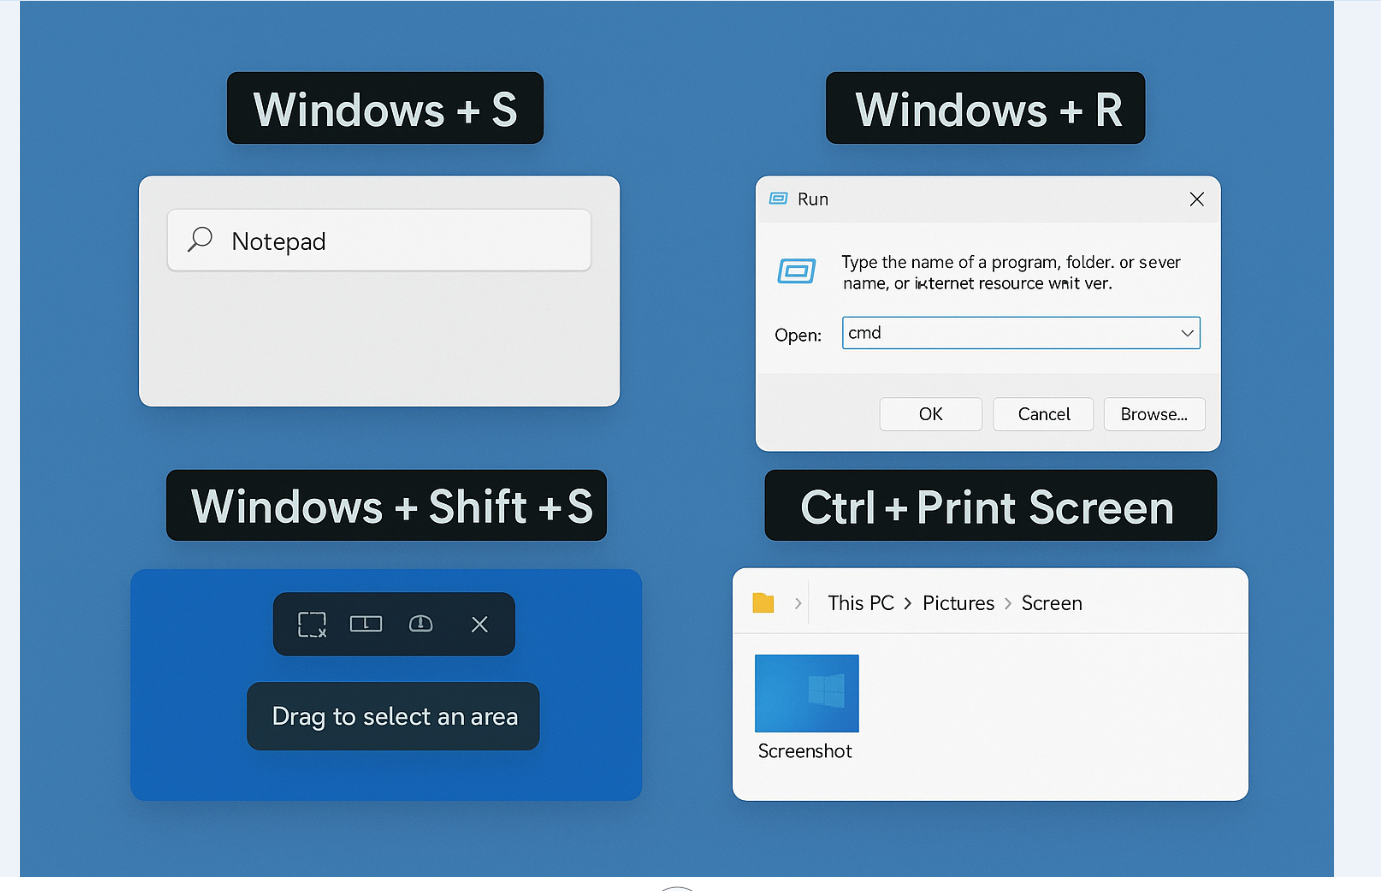 Windows + S
Windows + R
Notepad
Run
Type the name of a program, folder. or sever
name, or internet resource wnit ver.
Open:
cmd
OK
Cancel
Browse...
Windows + Shift + S
Ctrl + Print Screen
Drag to select an area
This PC > Pictures > Screen
Screenshot